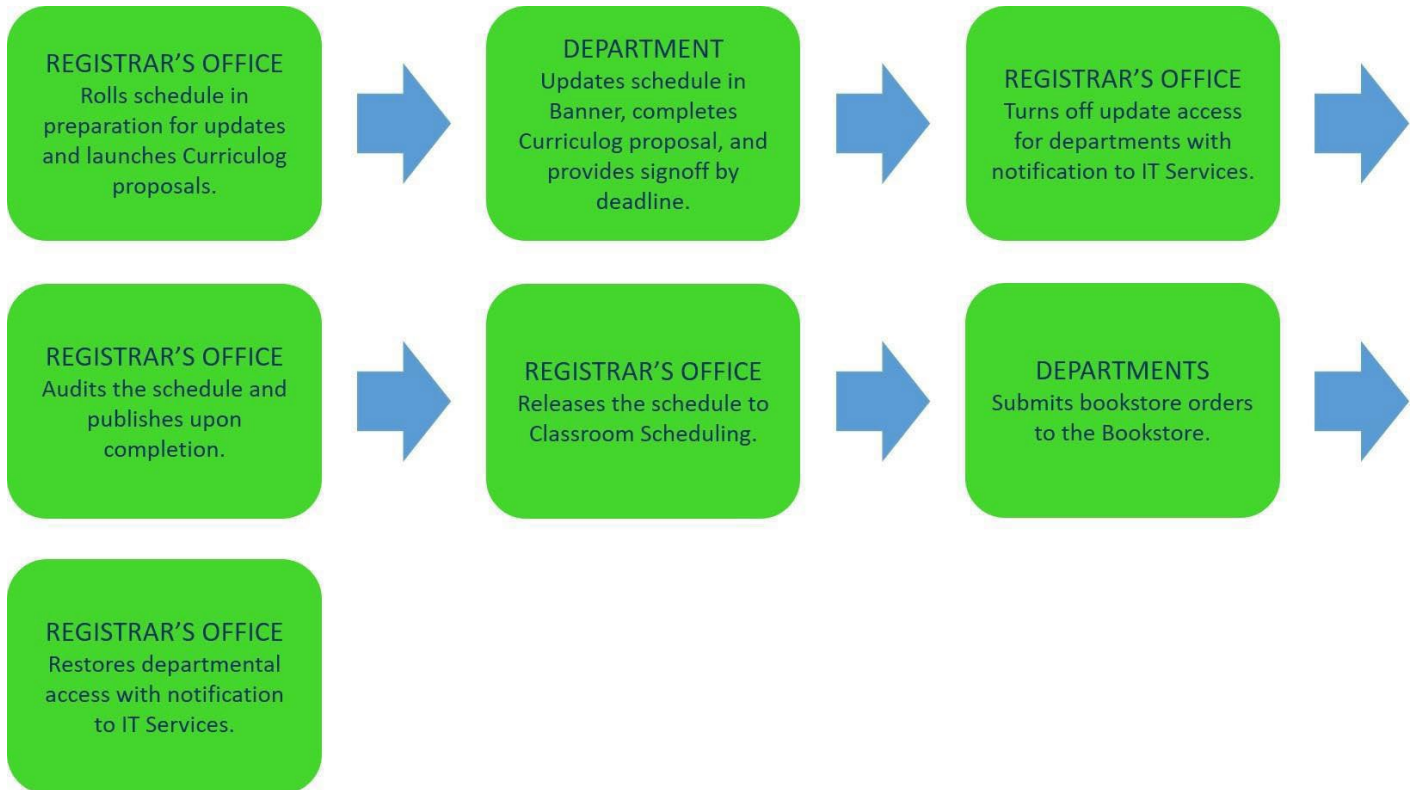 REGISTRAR’S OFFICE
Rolls schedule in
preparation for updates
and launches Curriculog
proposals.
DEPARTMENT
Updates schedule in
Banner, completes
Curriculog proposal, and
provides signoff by
deadline.
REGISTRAR’S OFFICE
Turns off update access
for departments with
notification to IT Services.
REGISTRAR’S OFFICE
Audits the schedule and
publishes upon
completion.
REGISTRAR’S OFFICE
Releases the schedule to
Classroom Scheduling.
DEPARTMENTS
Submits bookstore orders
to the Bookstore.
REGISTRAR’S OFFICE
Restores departmental
access with notification
to IT Services.